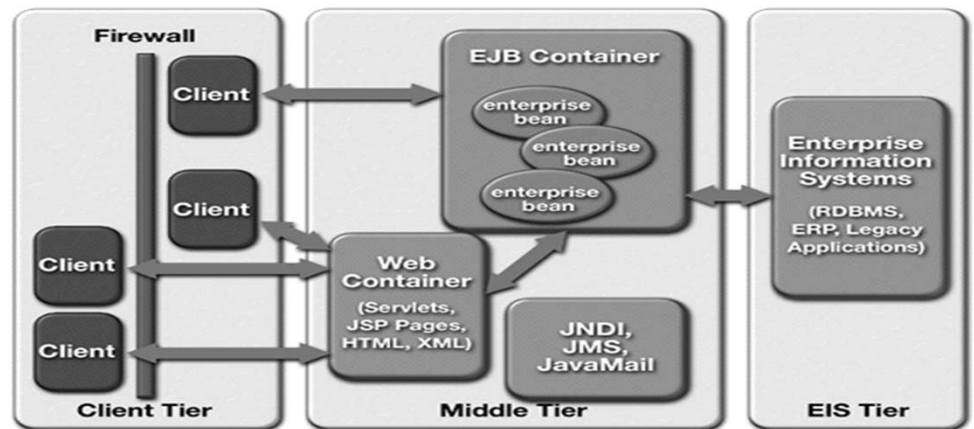 Firewall
Client
Client
Client
Client
Client Tier
EJB Container
enterprise
bean
enterprise
bean
enterprise
bean
Web
Container
(Servlets,
JSP Pages,
HTML, XML)
JNDI,
JMS,
JavaMail
Middle Tier
Enterprise
Information
Systems
(RDBMS,
ERP, Legacy
Applications)
EIS Tier